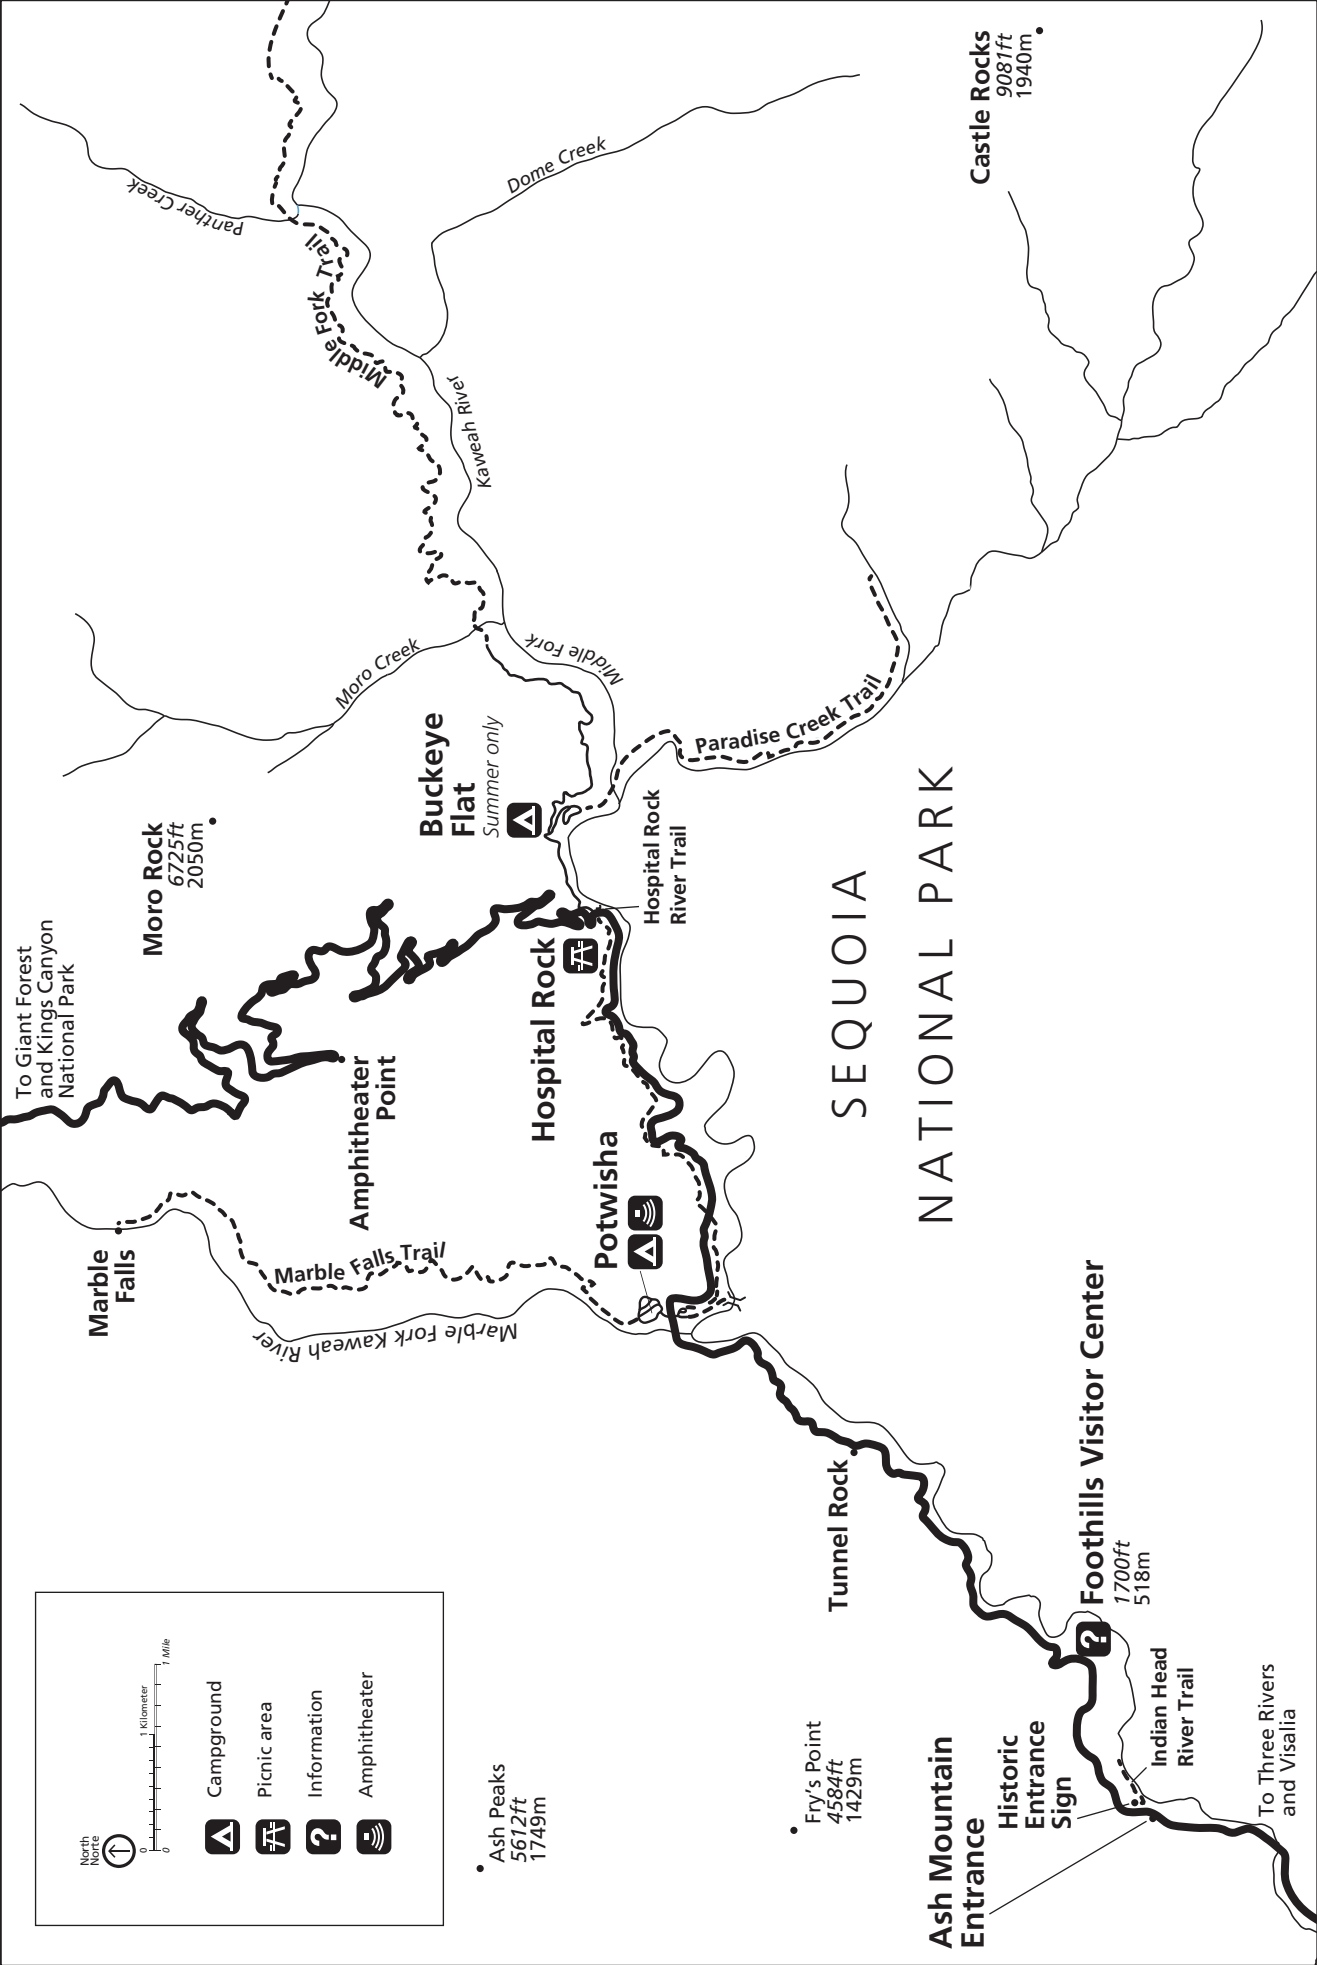 North
Norte
0
1 Kilometer
0
1 Mile
Campground
Picnic area
Information
Amphitheater
Marble
Falls
To Giant Forest
and Kings Canyon
National Park
Moro Rock
6725ft
2050m
Panther Creek
Middle Fork Trail
Dome Creek
Castle Rocks
9081ft
1940m
Moro Creek
Kaweah River
Middle Fork
Amphitheater
Point
Marble Falls Trail
Marble Fork Kaweah River
Buckeye
Flat
Summer only
Hospital Rock
Potwisha
Hospital Rock
River Trail
Paradise Creek Trail
SEQUOIA
NATIONAL PARK
Ash Peaks
5612ft
1749m
Fry's Point
4584ft
1429m
Tunnel Rock
Foothills Visitor Center
1700ft
518m
Ash Mountain
Entrance
Historic
Entrance
Sign
Indian Head
River Trail
To Three Rivers
and Visalia